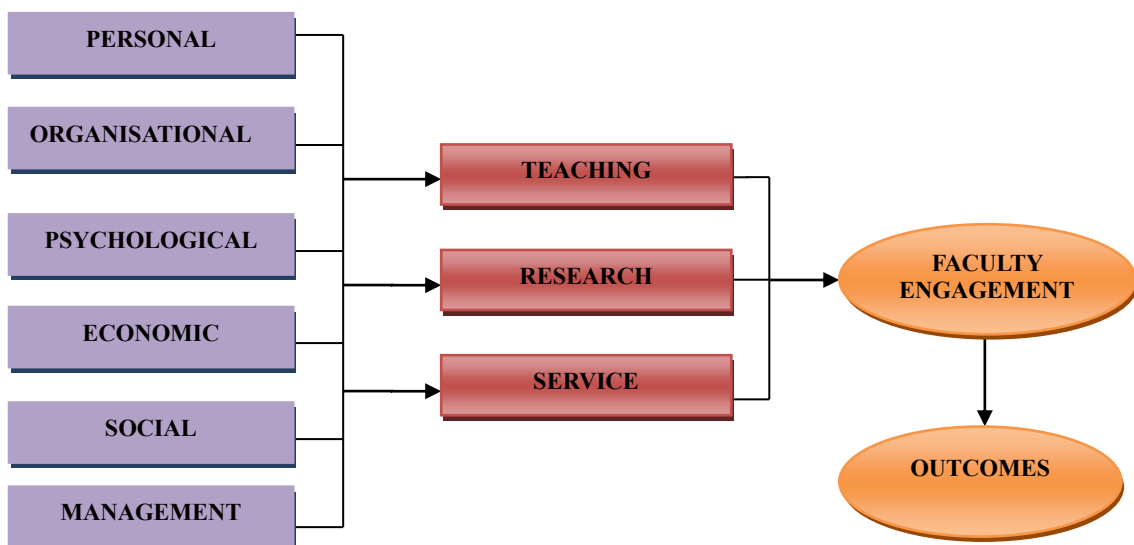 PERSONAL
ORGANISATIONAL
PSYCHOLOGICAL
ECONOMIC
SOCIAL
MANAGEMENT
TEACHING
RESEARCH
SERVICE
FACULTY
ENGAGEMENT
OUTCOMES